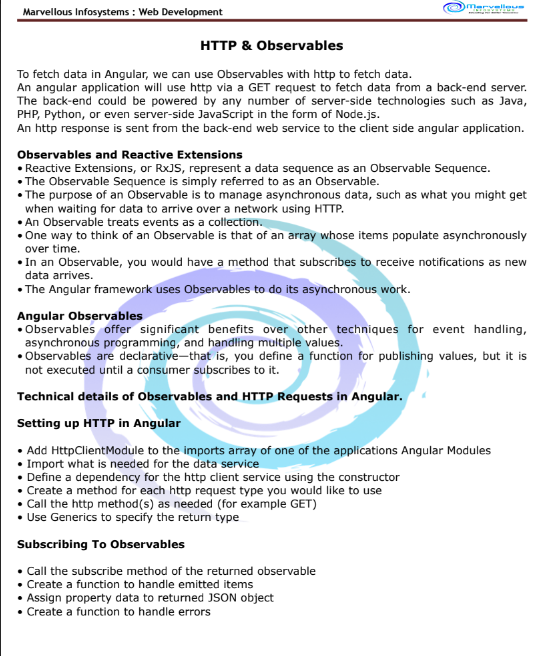 Marvellous Infosystems : Web Development
Marvellous
HTTP & Observables
To fetch data in Angular, we can use Observables with http to fetch data.
An angular application will use http via a GET request to fetch data from a back-end server.
The back-end could be powered by any number of server-side technologies such as Java,
PHP, Python, or even server-side JavaScript in the form of Node.js.
An http response is sent from the back-end web service to the client side angular application.
Observables and Reactive Extensions
• Reactive Extensions, or RxJS, represent a data sequence as an Observable Sequence.
• The Observable Sequence is simply referred to as an Observable.
• The purpose of an Observable is to manage asynchronous data, such as what you might get
when waiting for data to arrive over a network using HTTP.
• An Observable treats events as a collection.
• One way to think of an Observable is that of an array whose items populate asynchronously
over time.
• In an Observable, you would have a method that subscribes to receive notifications as new
data arrives.
• The Angular framework uses Observables to do its asynchronous work.
Angular Observables
• Observables offer significant benefits over other techniques for event handling,
asynchronous programming, and handling multiple values.
• Observables are declarative—that is, you define a function for publishing values, but it is
not executed until a consumer subscribes to it.
Technical details of Observables and HTTP Requests in Angular.
Setting up HTTP in Angular
• Add HttpClientModule to the imports array of one of the applications Angular Modules
• Import what is needed for the data service
• Define a dependency for the http client service using the constructor
• Create a method for each http request type you would like to use
• Call the http method(s) as needed (for example GET)
• Use Generics to specify the return type
Subscribing To Observables
• Call the subscribe method of the returned observable
• Create a function to handle emitted items
• Assign property data to returned JSON object
• Create a function to handle errors